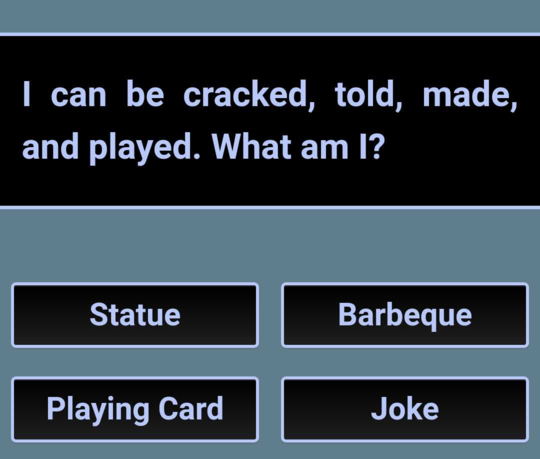 I can be cracked, told, made,
and played. What am I?
Statue
Barbeque
Playing Card
Joke